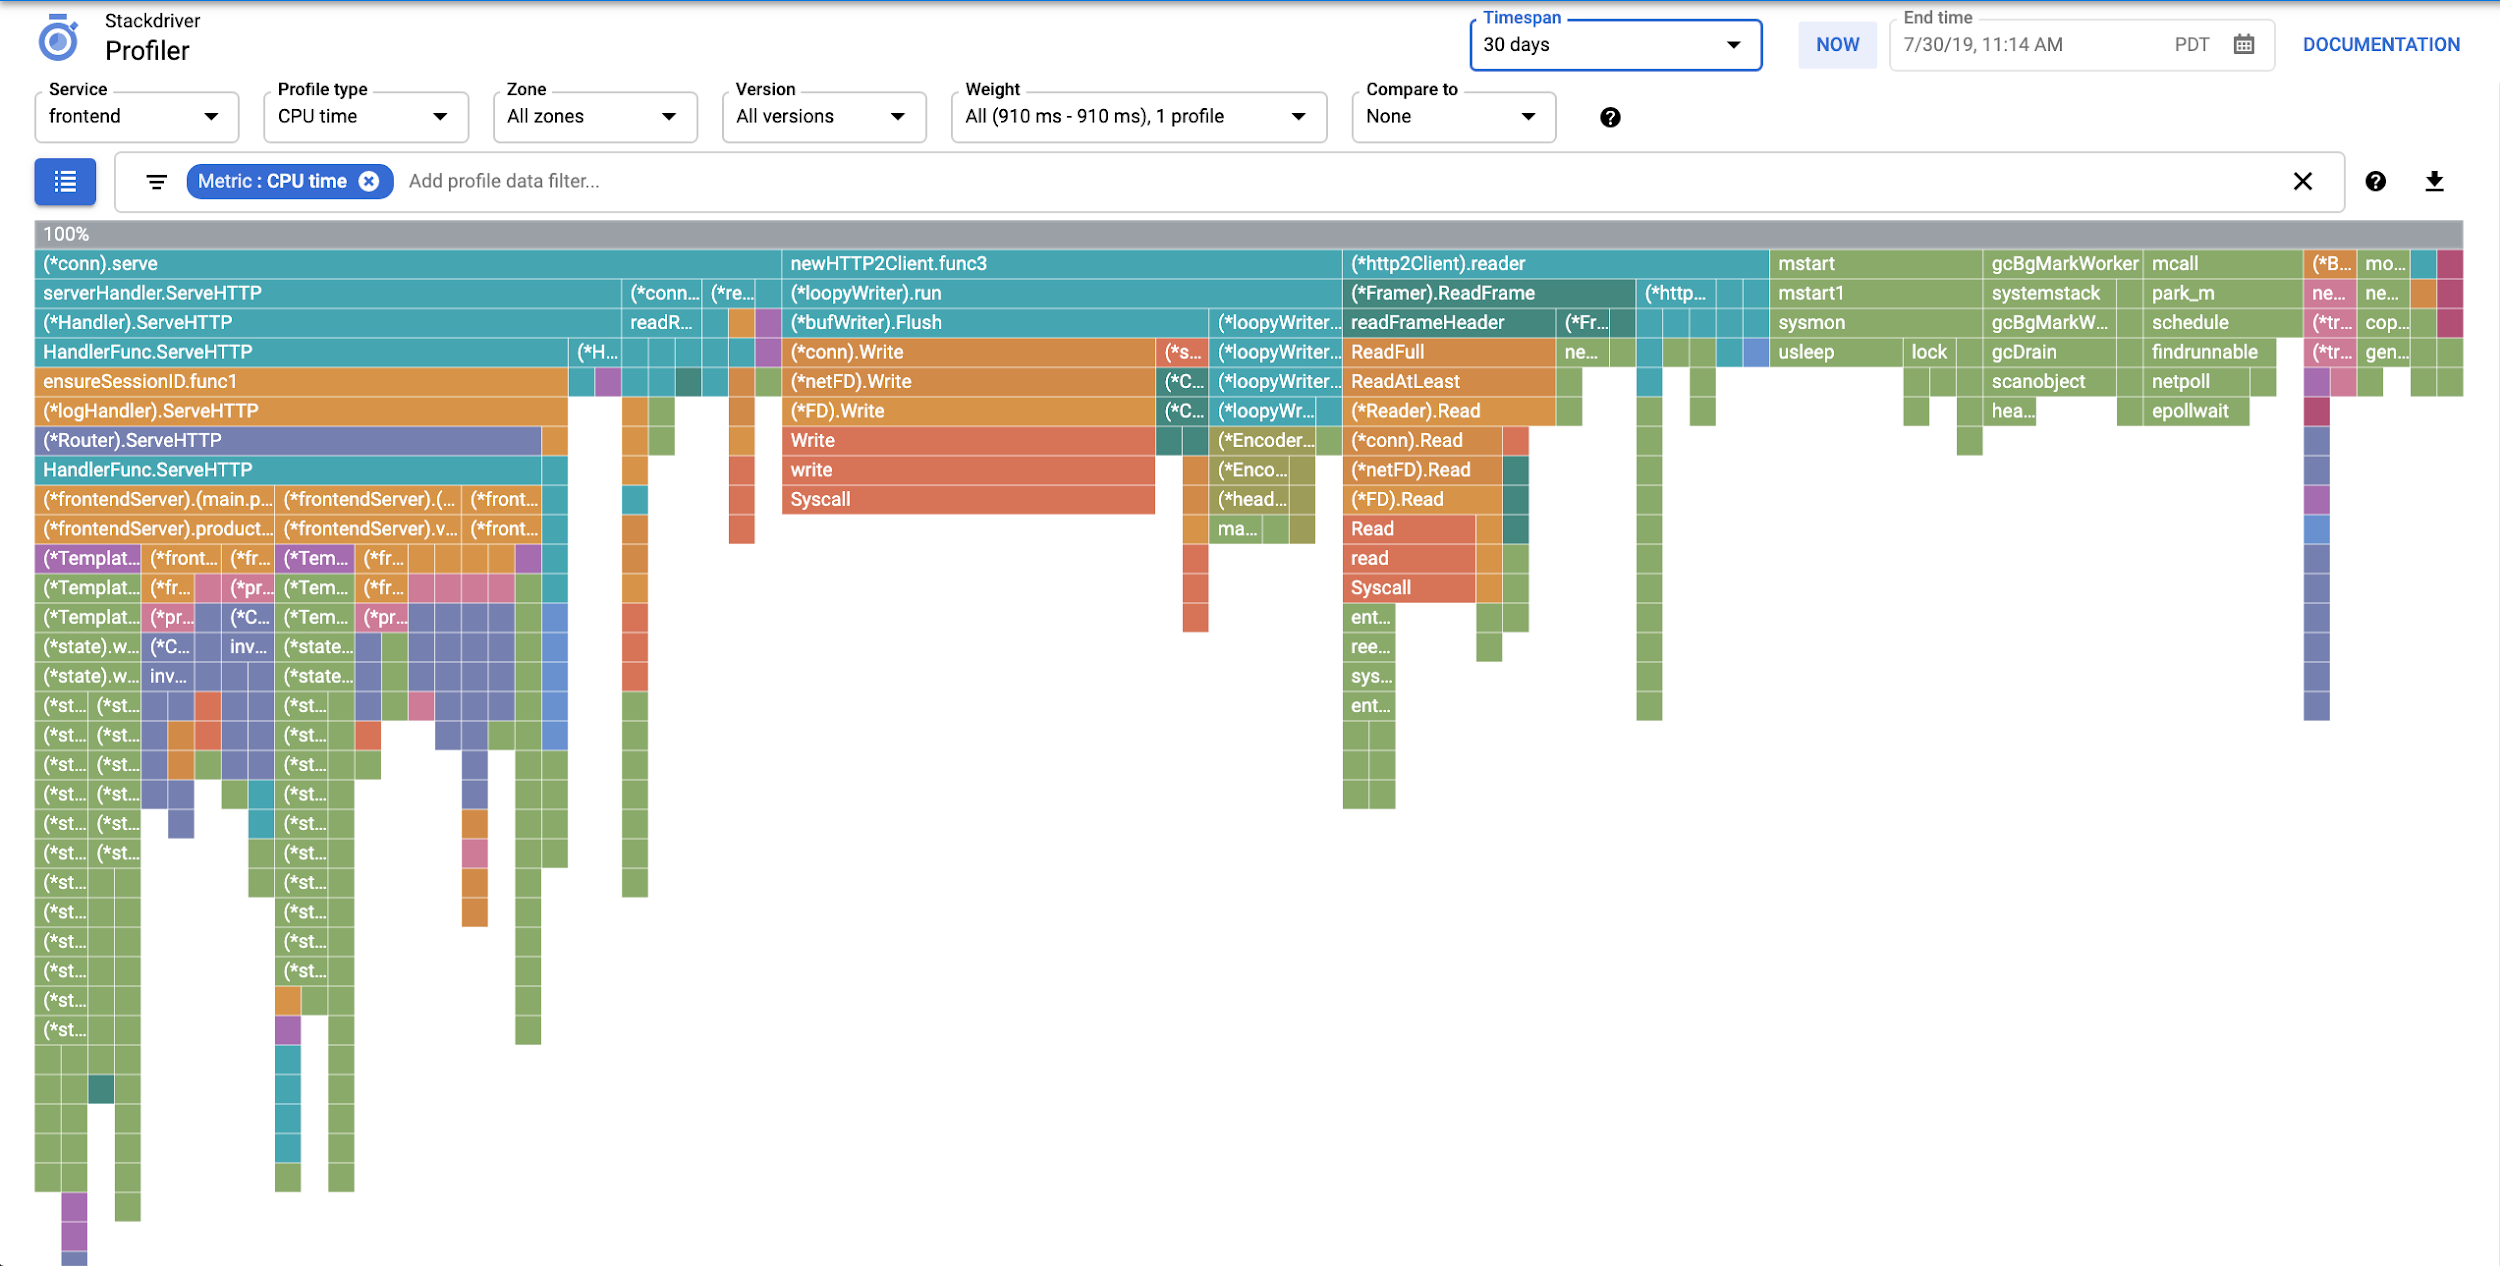 Stackdriver
Profiler
Timespan
30 days
NOW
End time
7/30/19, 11:14 AM PDT
DOCUMENTATION
Service
frontend
Profile type
CPU time
Zone
All zones
Version
All versions
Weight
All (910 ms - 910 ms), 1 profile
Compare to
None
Metric : CPU time
Add profile data filter...
100%
(*conn).serve newHTTP2Client.func3 (*http2Client).reader mstart gcBgMarkWorker mcall (*B... mo...
serverHandler.ServeHTTP (*conn... (*re... (*loopyWriter).run (*Framer).ReadFrame (*http... mstart1 systemstack park_m ne... ne...
(*Handler).ServeHTTP readR... (*bufWriter).Flush (*loopyWriter... readFrameHeader (*Fr... sysmon gcBgMarkW... schedule (*tr... cop...
HandlerFunc.ServeHTTP (*H... (*conn).Write (*s... (*loopyWriter... ReadFull ne... usleep lock gcDrain findrunnable (*tr... gen...
ensureSessionID.func1 (*netFD).Write (*C... (*loopyWriter... ReadAtLeast scanobject netpoll
(*logHandler).ServeHTTP (*FD).Write (*C... (*loopyWr... (*Reader).Read hea... epollwait
(*Router).ServeHTTP Write (*Encoder... (*conn).Read
HandlerFunc.ServeHTTP write (*Enco... (*netFD).Read
(*frontendServer).(main.p... (*frontendServer).(... (*front... Syscall (*head... (*FD).Read
(*frontendServer).product... (*frontendServer).v... (*front... ma... Read
(*Templat... (*front... (*fr... (*Tem... (*fr... read
(*Templat... (*fr... (*pr... (*Tem... (*fr... Syscall
(*Templat... (*pr... (*C... (*Tem... (*pr... ent...
(*state).w... (*C... inv... (*state... ree...
(*state).w... inv... (*state... sys...
(*st... (*st... (*st... ent...
(*st... (*st... (*st...
(*st... (*st... (*st...
(*st... (*st... (*st...
(*st... (*st... (*st...
(*st... (*st... (*st...
(*st... (*st...
(*st... (*st...
(*st... (*st...
(*st... (*st...
(*st...
(*st...